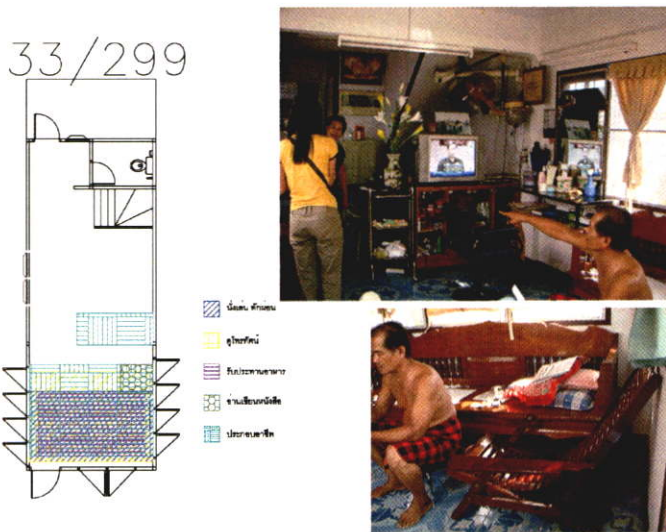 33/299
นั่งเล่น พักผ่อน
ดูโทรทัศน์
รับประทานอาหาร
อ่านเขียนหนังสือ
ประกอบอาชีพ